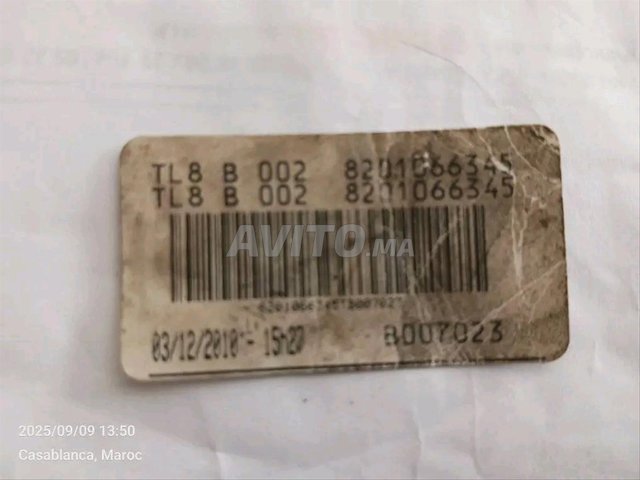 TL8 B 002 8201066345
TL8 B 002 8201066345
AVITO.MA
03/12/2010 - 15:27 B007023
2025/09/09 13:50
Casablanca, Maroc